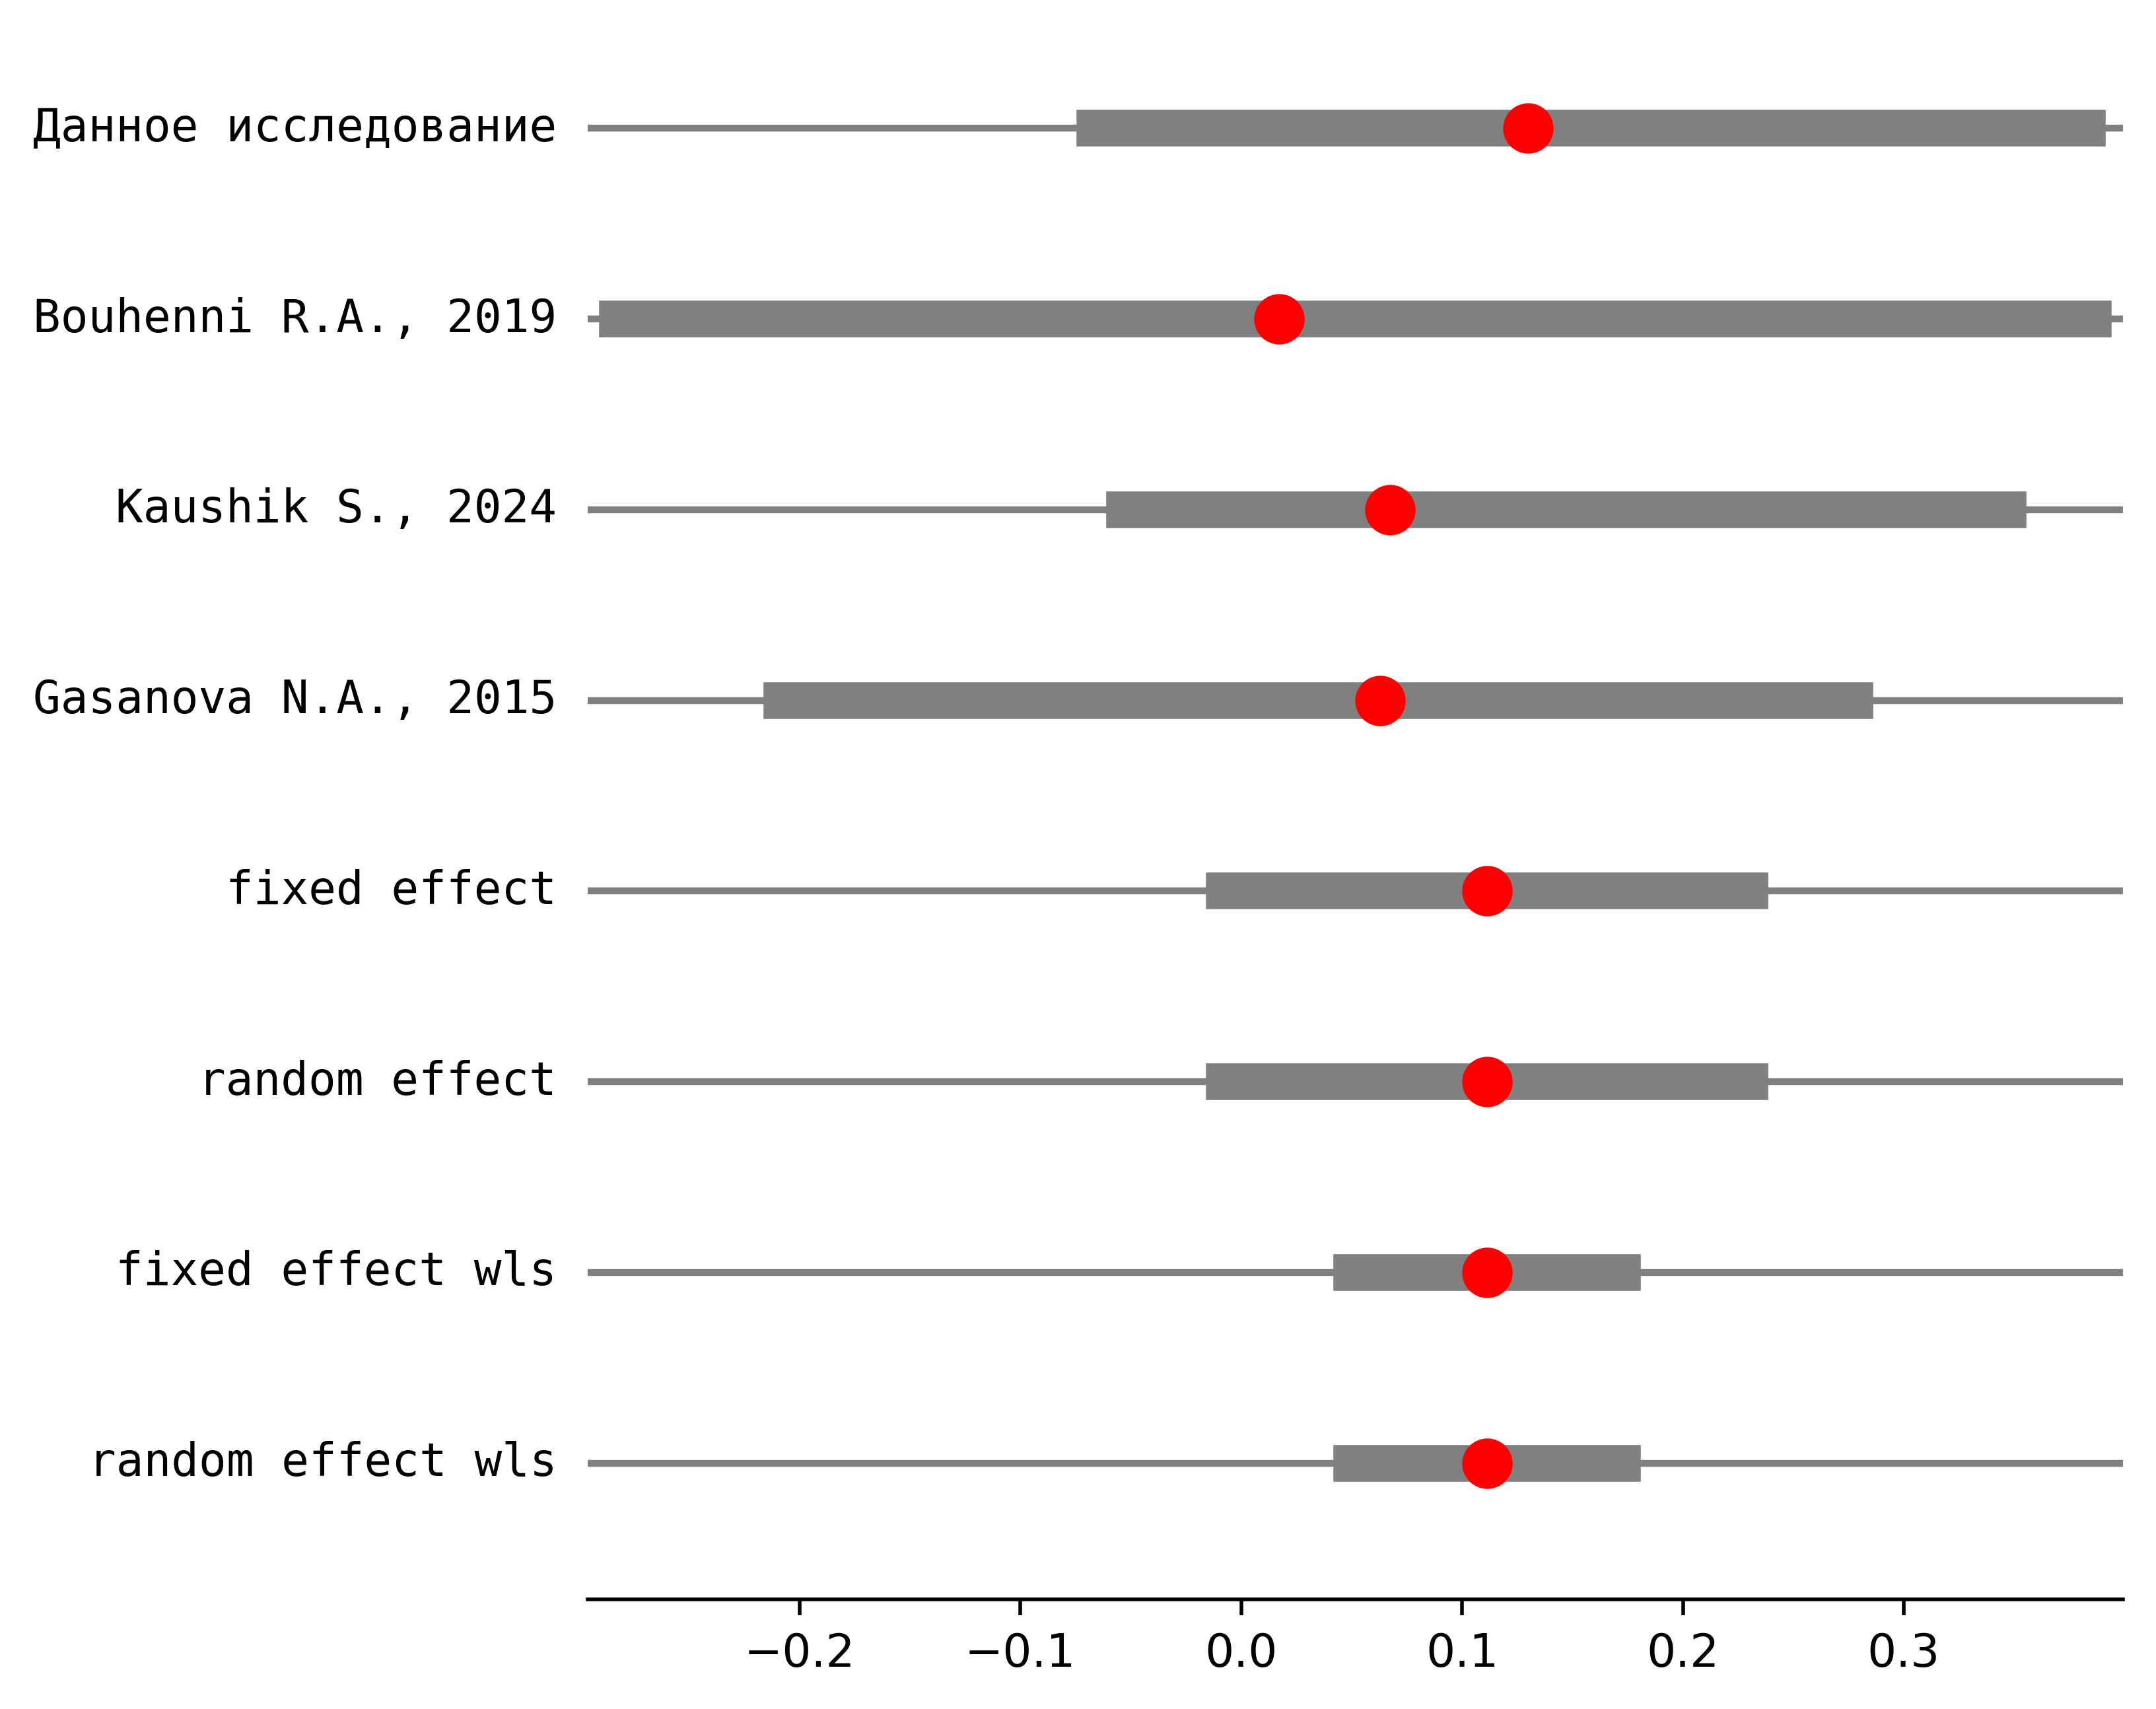 Данное исследование
Bouhenni R.A., 2019
Kaushik S., 2024
Gasanova N.A., 2015
fixed effect
random effect
fixed effect wls
random effect wls
−0.2 −0.1 0.0 0.1 0.2 0.3